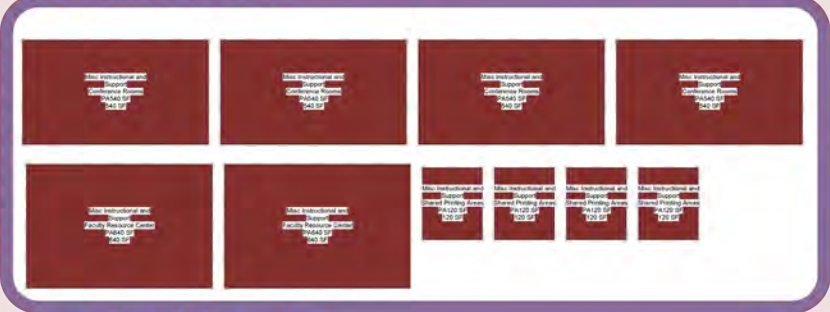 Misc Instructional and
Support
Conference Rooms
PA540 SF
540 SF
Misc Instructional and
Support
Conference Rooms
PA540 SF
540 SF
Misc Instructional and
Support
Conference Rooms
PA540 SF
540 SF
Misc Instructional and
Support
Conference Rooms
PA540 SF
540 SF
Misc Instructional and
Support
Faculty Resource Center
PA640 SF
640 SF
Misc Instructional and
Support
Faculty Resource Center
PA640 SF
640 SF
Misc Instructional and
Support
Shared Printing Areas
PA120 SF
120 SF
Misc Instructional and
Support
Shared Printing Areas
PA120 SF
120 SF
Misc Instructional and
Support
Shared Printing Areas
PA120 SF
120 SF
Misc Instructional and
Support
Shared Printing Areas
PA120 SF
120 SF